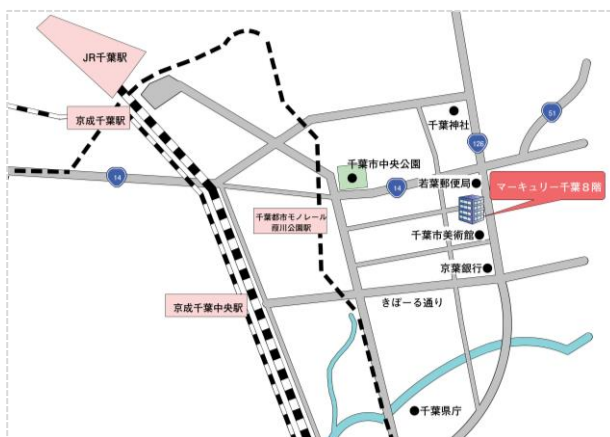 JR千葉駅
京成千葉駅
千葉神社
51
126
千葉市中央公園
14
14
若葉郵便局
マーキュリー千葉8階
千葉都市モノレール
葭川公園駅
千葉市美術館
京葉銀行
京成千葉中央駅
きぼーる通り
千葉県庁